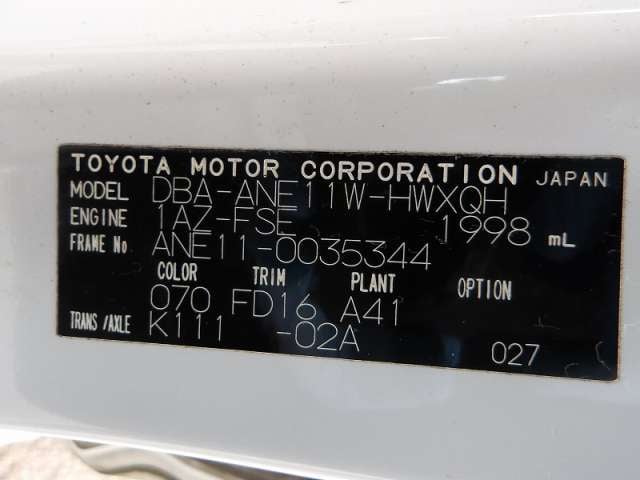 TOYOTA MOTOR CORPORATION JAPAN
MODEL DBA-ANE11W-HWXQH
ENGINE 1AZ-FSE 1998 mL
FRAME No ANE11-0035344
COLOR TRIM PLANT OPTION
070 FD16 A41
TRANS/AXLE K111 -02A
027